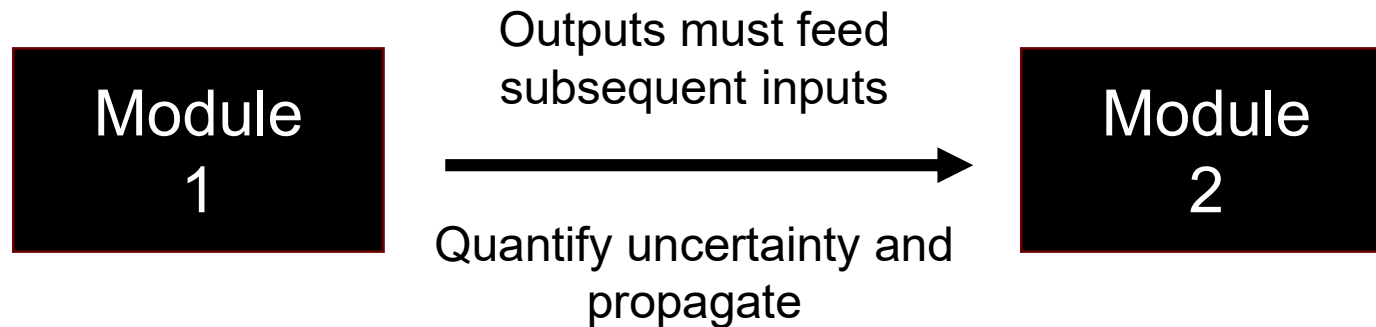 Module
1
Outputs must feed
subsequent inputs
Quantify uncertainty and
propagate
Module
2